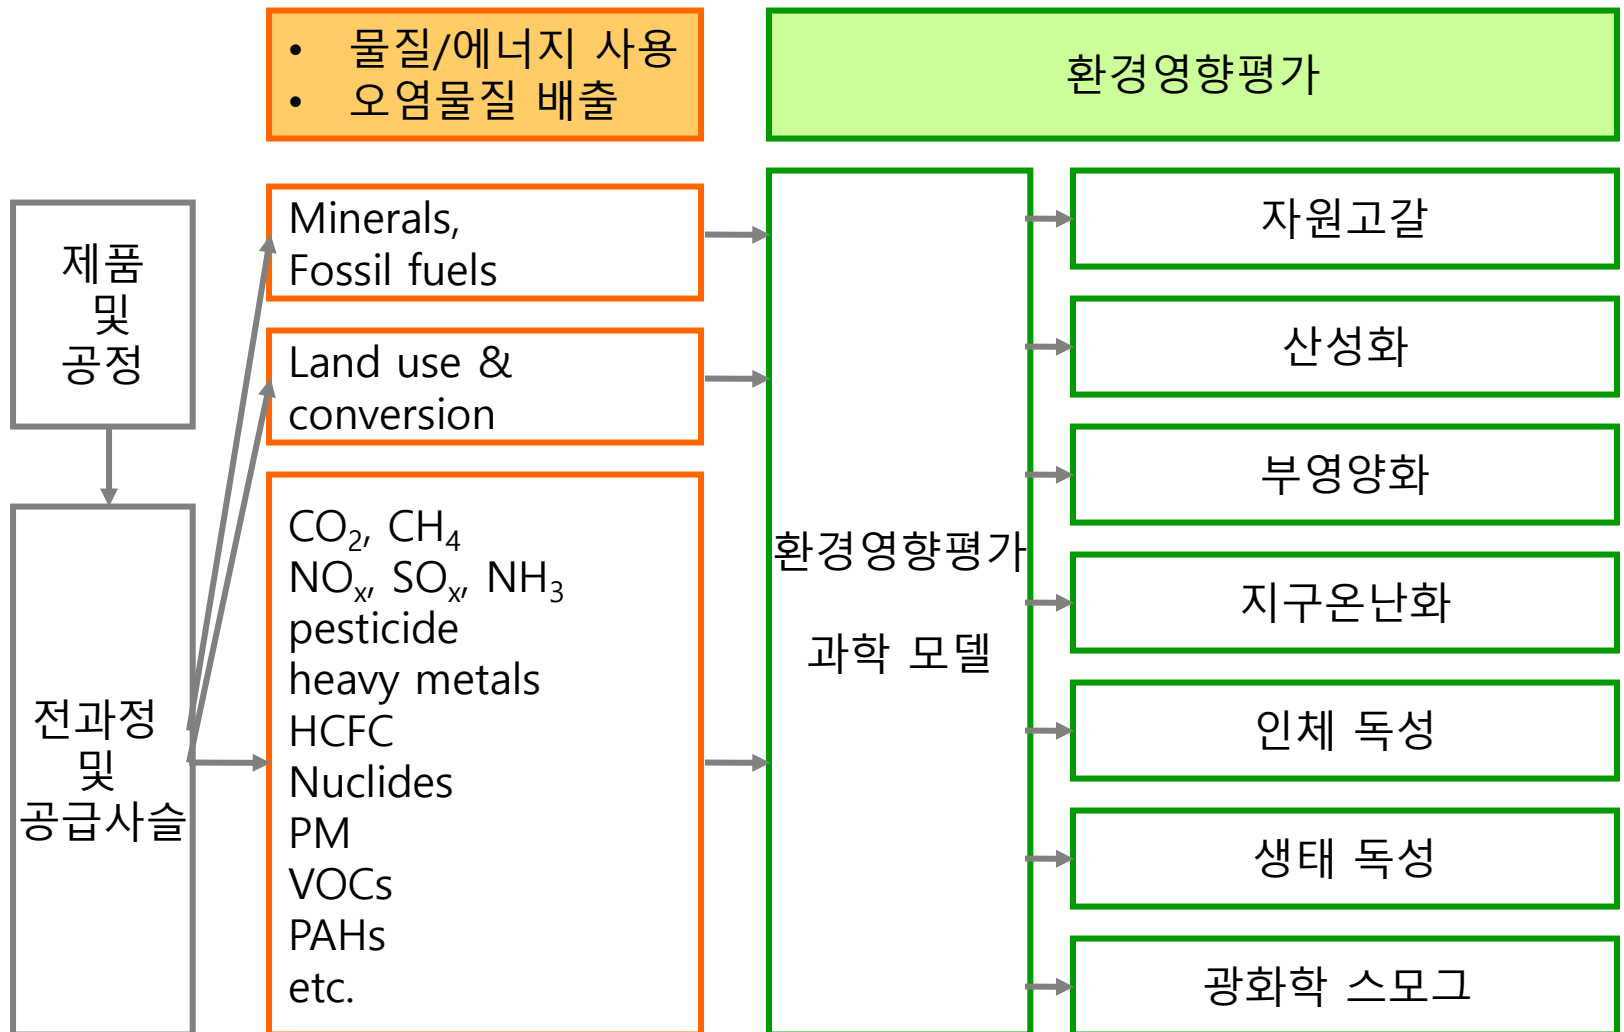 • 물질/에너지 사용
• 오염물질 배출
환경영향평가
제품
및
공정
전과정
및
공급사슬
Minerals,
Fossil fuels
Land use &
conversion
CO₂, CH₄
NOₓ, SOₓ, NH₃
pesticide
heavy metals
HCFC
Nuclides
PM
VOCs
PAHs
etc.
환경영향평가
과학 모델
자원고갈
산성화
부영양화
지구온난화
인체 독성
생태 독성
광화학 스모그